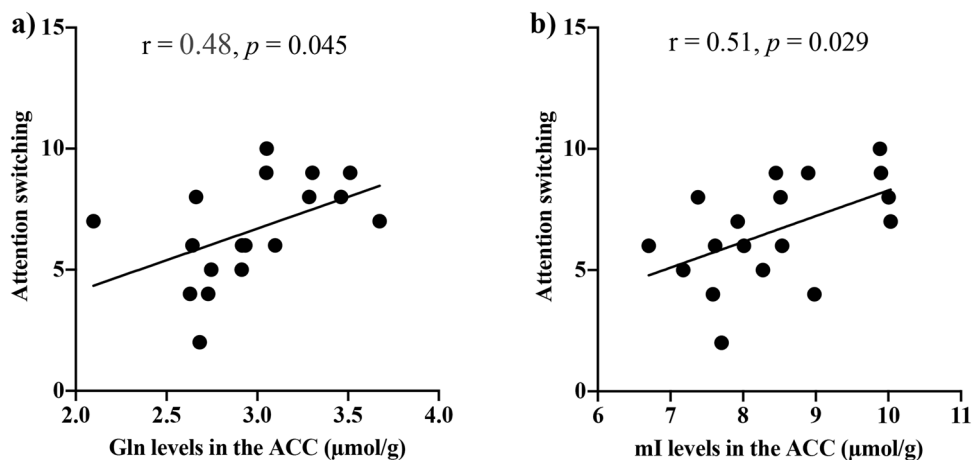 a)
r = 0.48, p = 0.045
15
10
5
0
Attention switching
2.0 2.5 3.0 3.5 4.0
Gln levels in the ACC (μmol/g)
b)
r = 0.51, p = 0.029
15
10
5
0
Attention switching
6 7 8 9 10 11
mI levels in the ACC (μmol/g)